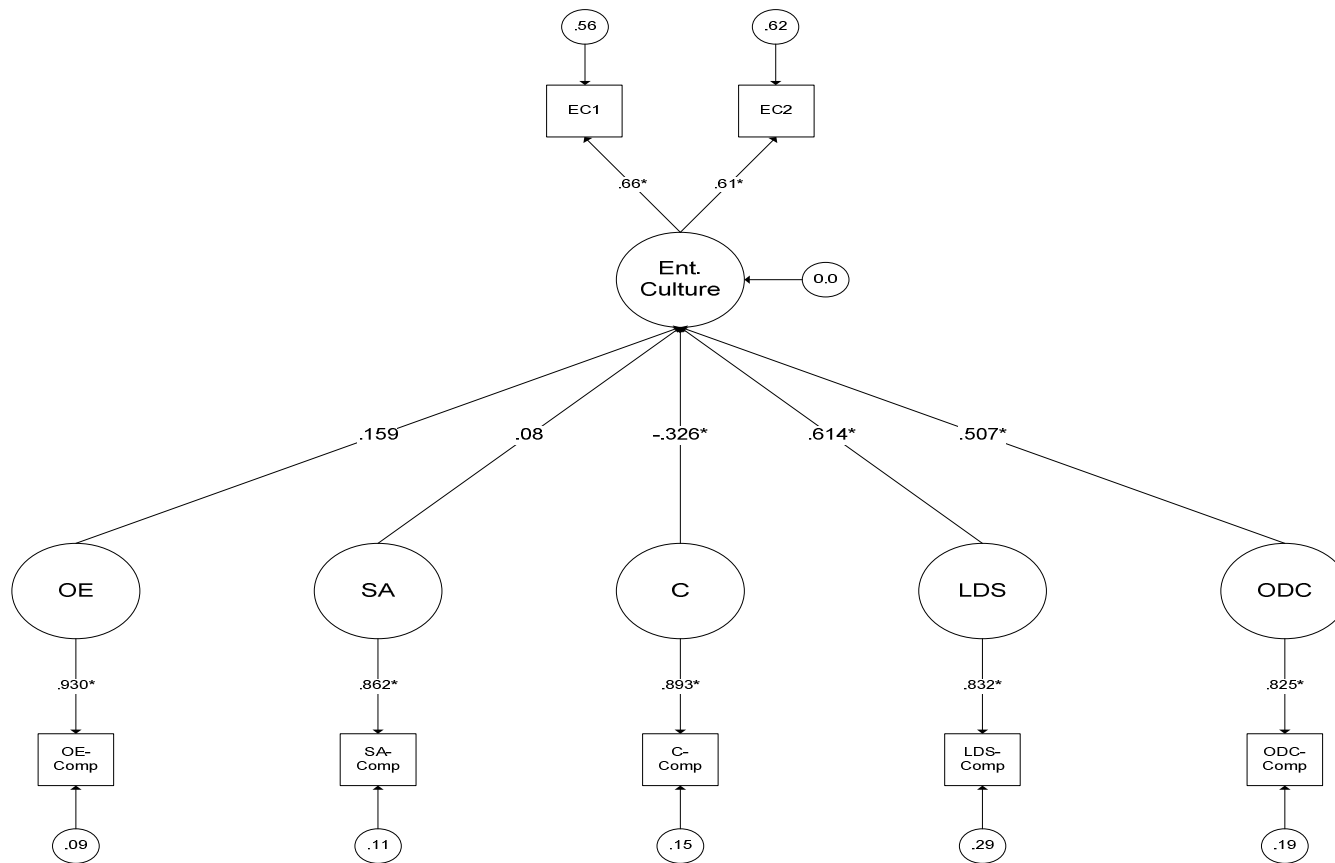 .56
.62
EC1
EC2
.66*
.61*
Ent.
Culture
0.0
.159
.08
-.326*
.614*
.507*
OE
SA
C
LDS
ODC
.930*
.862*
.893*
.832*
.825*
OE-
Comp
SA-
Comp
C-
Comp
LDS-
Comp
ODC-
Comp
.09
.11
.15
.29
.19